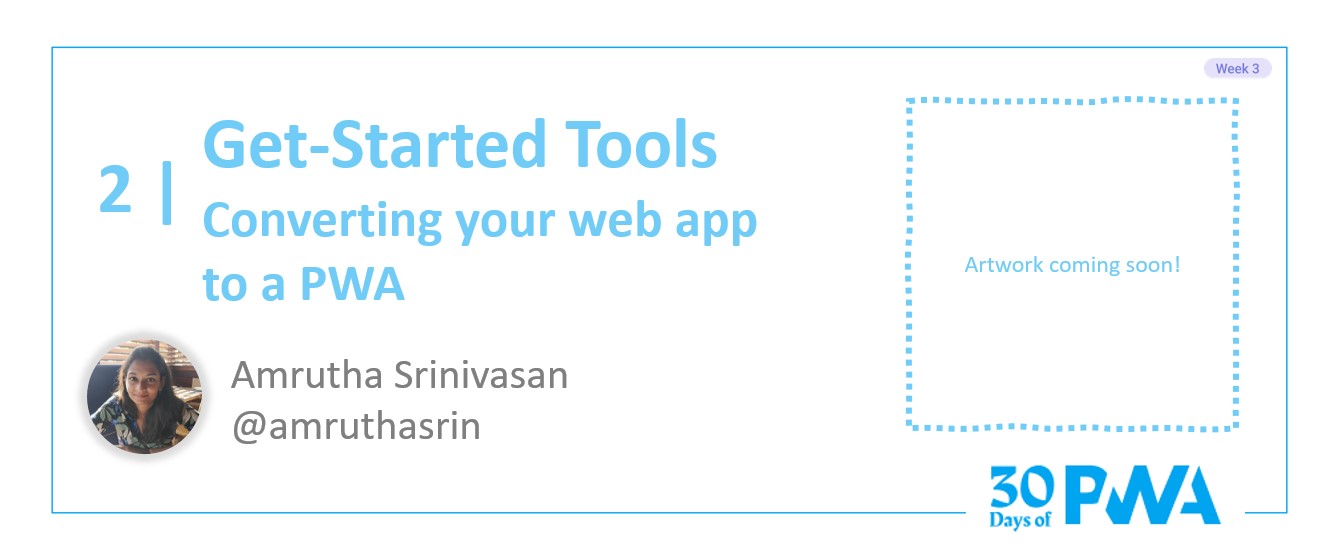 Week 3
2 |
Get-Started Tools
Converting your web app
to a PWA
Artwork coming soon!
Amrutha Srinivasan
@amruthasrin
30
Days of
PWA